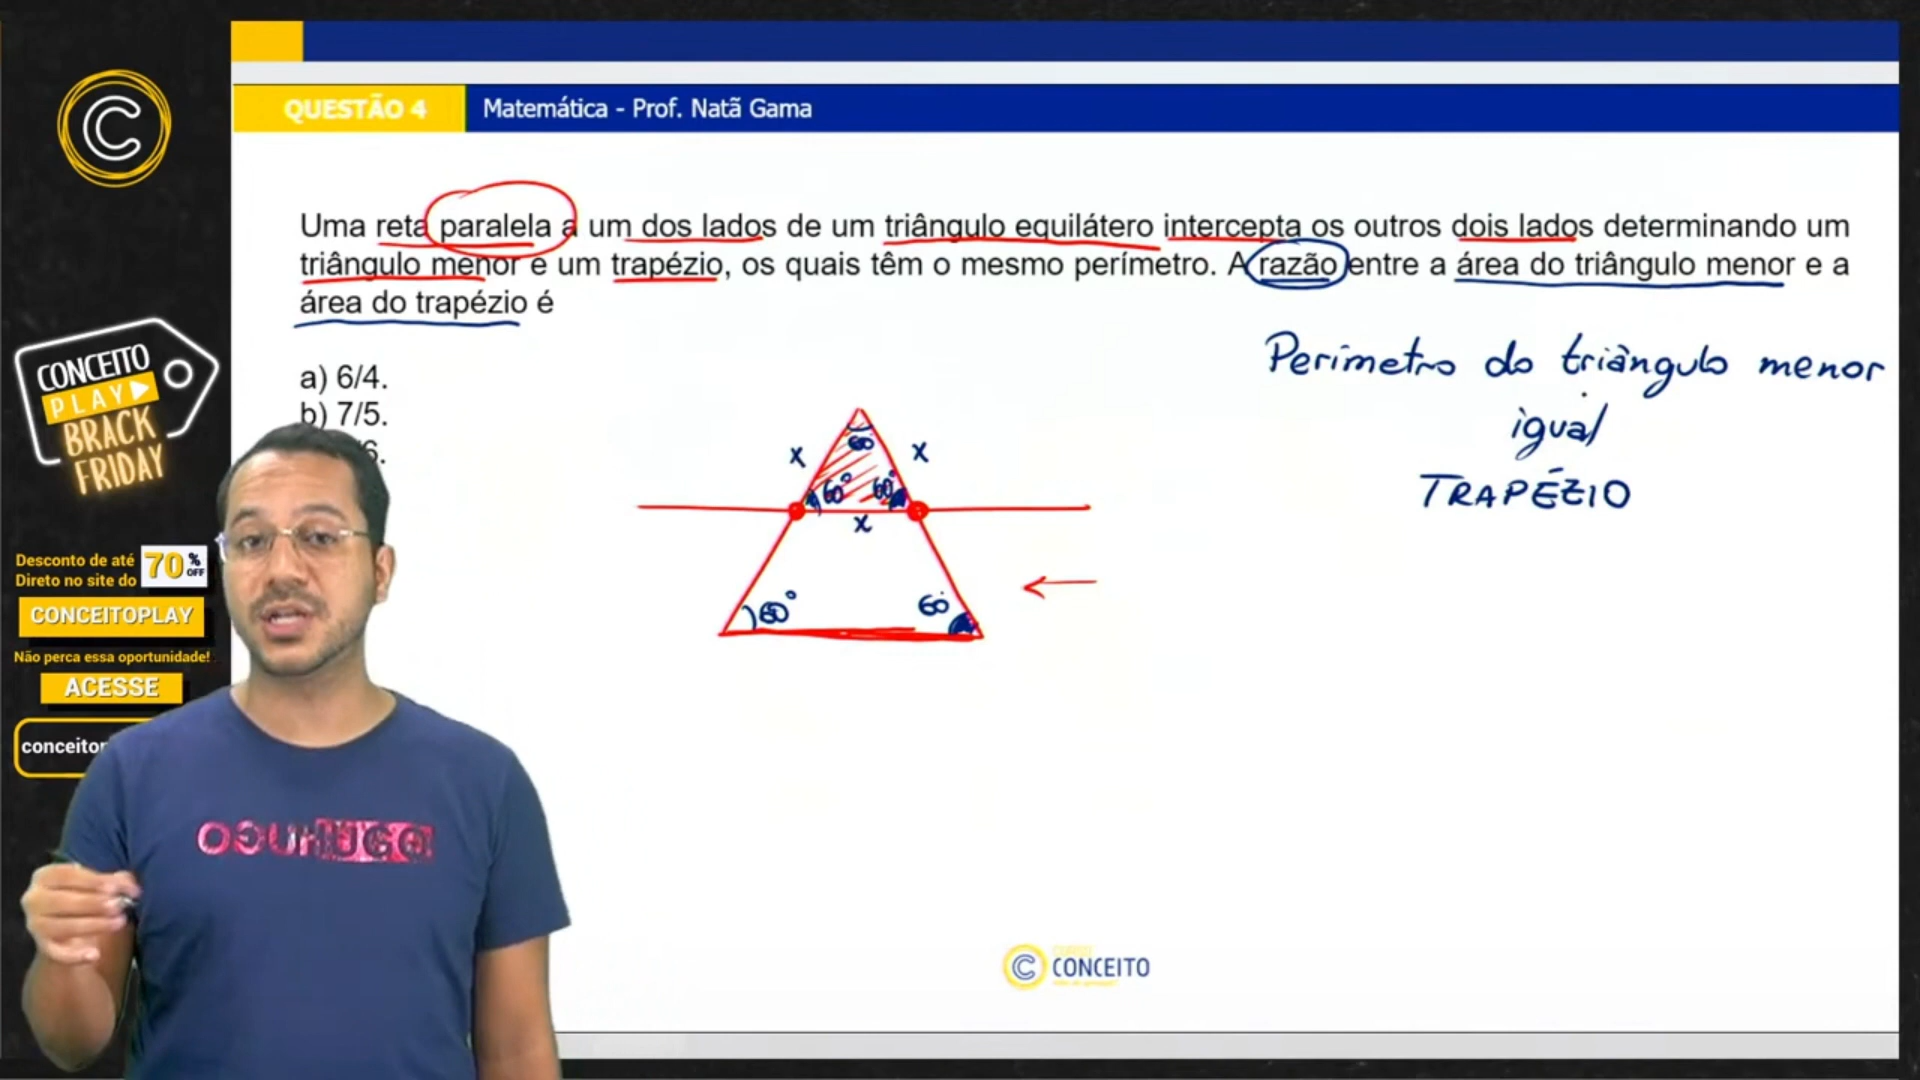 QUESTÃO 4
Matemática - Prof. Natã Gama
Uma reta paralela a um dos lados de um triângulo equilátero intercepta os outros dois lados determinando um
triângulo menor e um trapézio, os quais têm o mesmo perímetro. A razão entre a área do triângulo menor e a
área do trapézio é
a) 6/4.
b) 7/5.
6.
Perímetro do triângulo menor
igual
TRAPÉZIO
60
x
x
60°
60°
x
60°
60
C
CONCEITO
PLAY
BRACK
FRIDAY
Desconto de até
70% OFF
Direto no site do
CONCEITOPLAY
Não perca essa oportunidade!
ACESSE
C CONCEITO